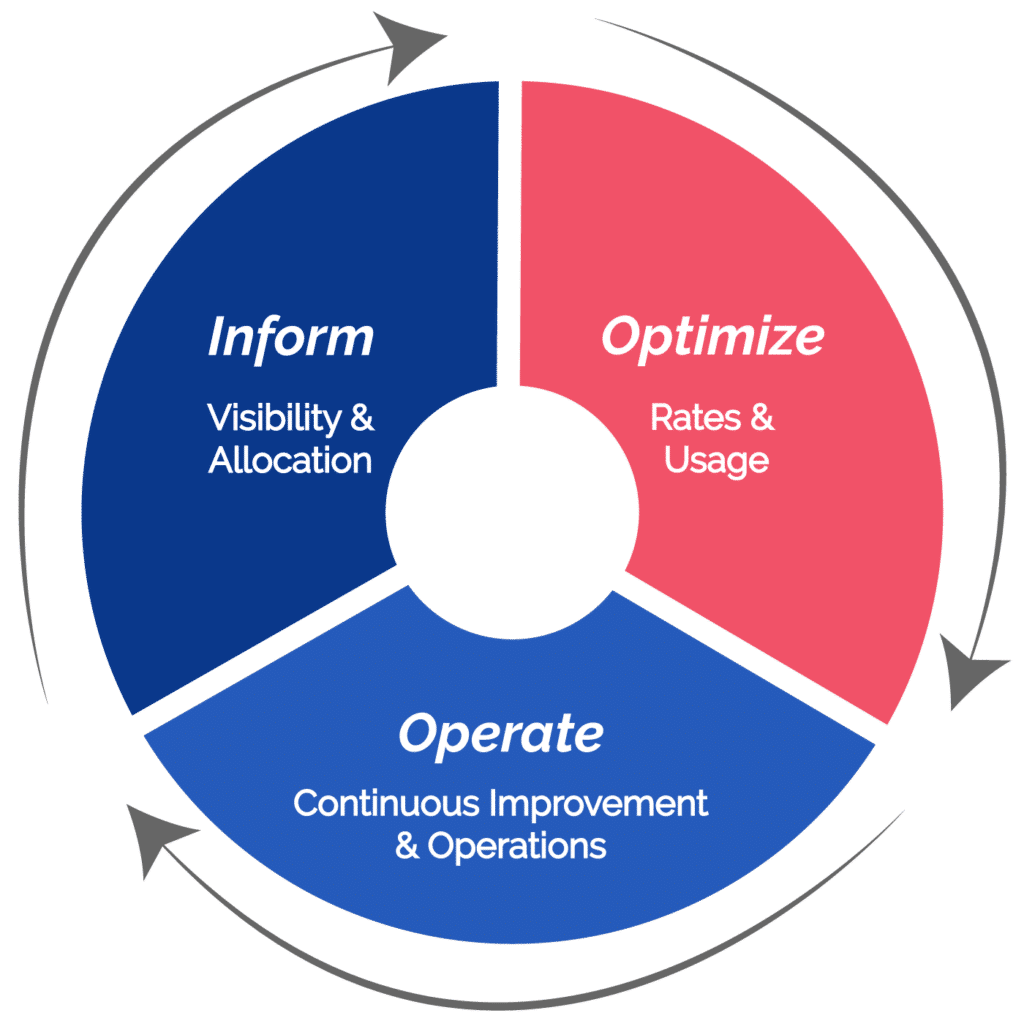 Inform
Visibility &
Allocation
Optimize
Rates &
Usage
Operate
Continuous Improvement
& Operations